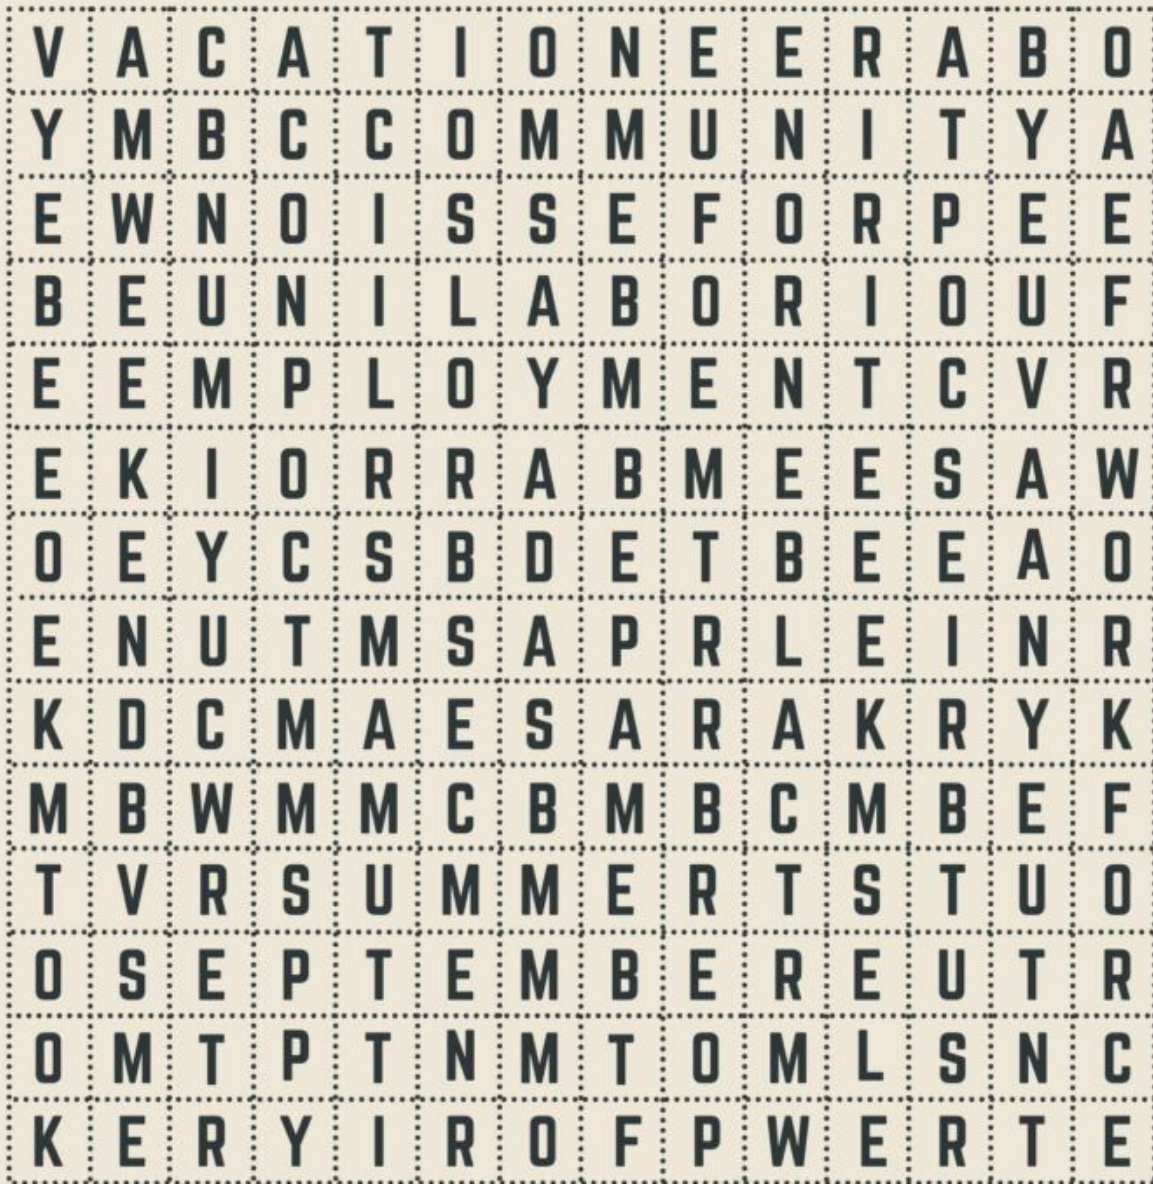 V A C A T I O N E E R A B O
Y M B C C O M M U N I T Y A
E W N O I S S E F O R P E E
B E U N I L A B O R I O U F
E E M P L O Y M E N T C V R
E K I O R R A B M E E S A W
O E Y C S B D E T B E E A O
E N U T M S A P R L E I N R
K D C M A E S A R A K R Y K
M B W M M C B M B C M B E F
T V R S U M M E R T S T U O
O S E P T E M B E R E U T R
O M T P T N M T O M L S N C
K E R Y I R O F P W E R T E